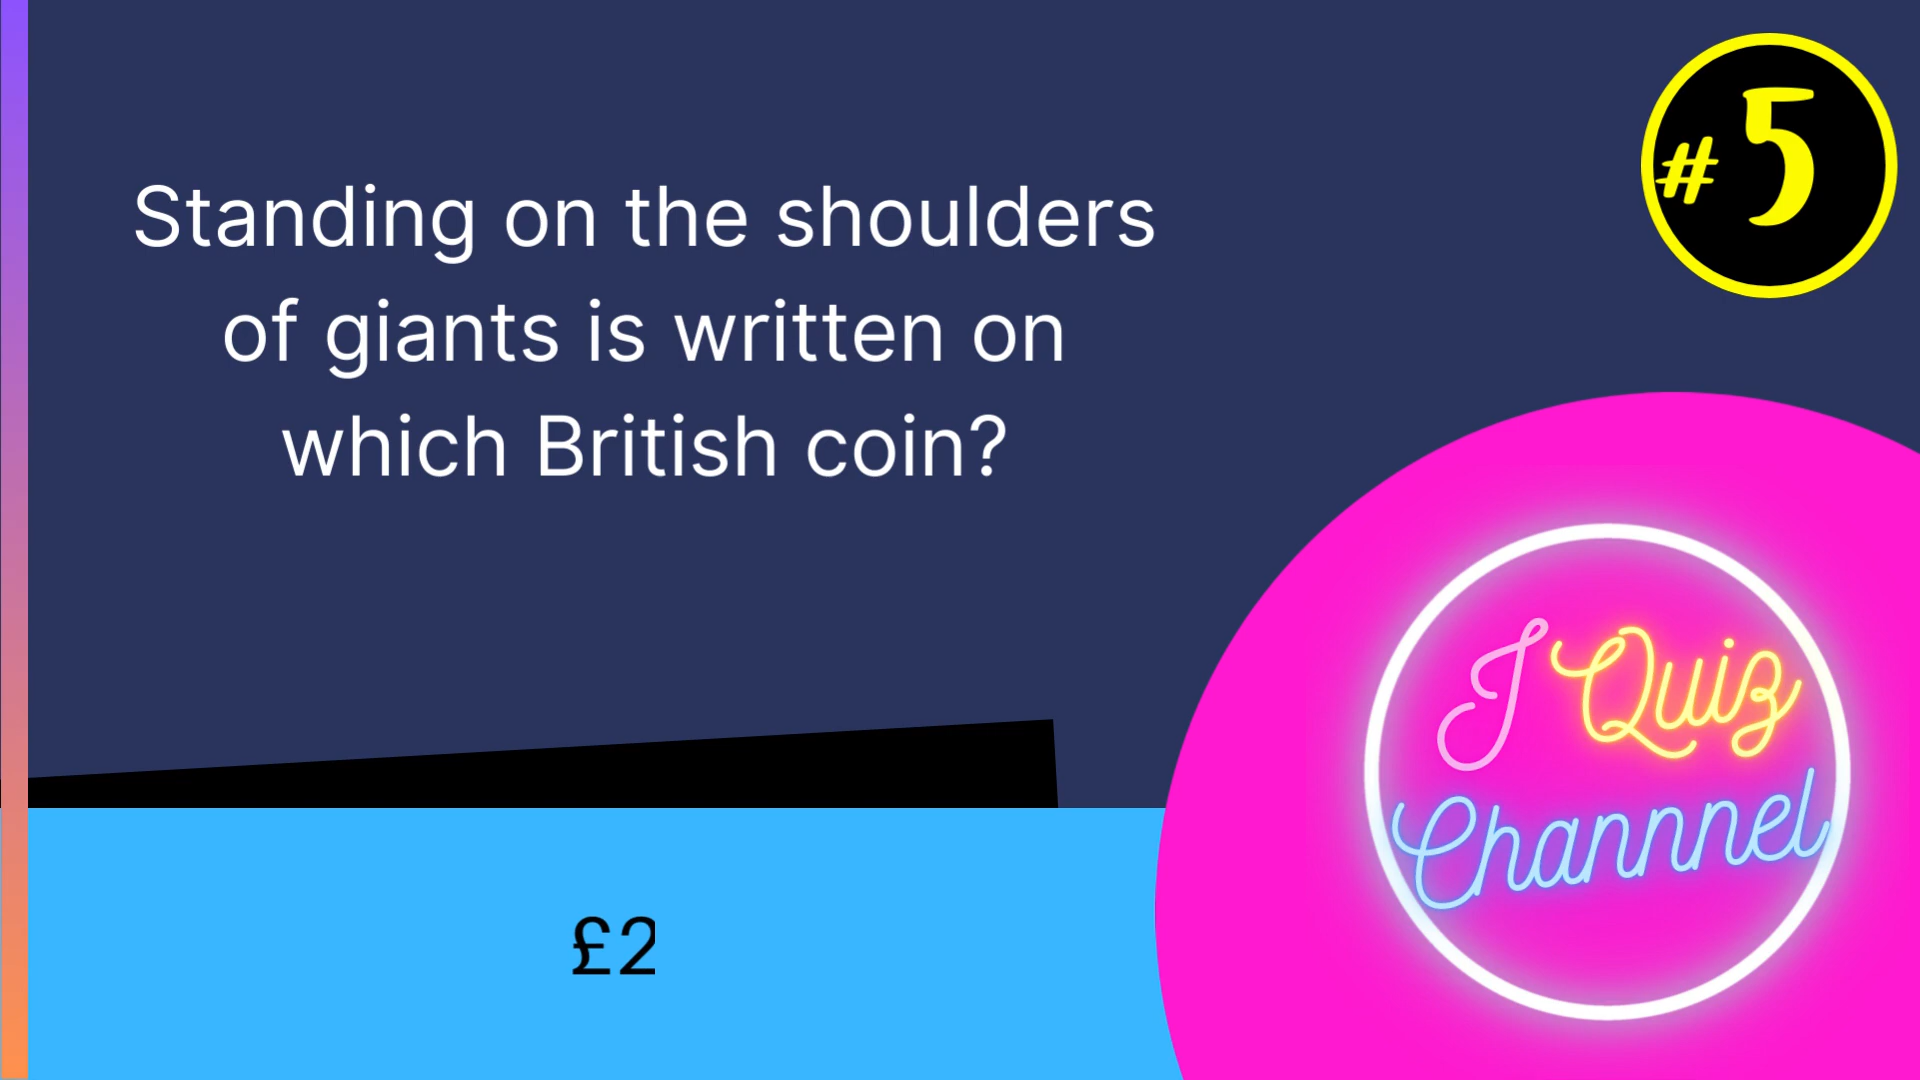 Standing on the shoulders
of giants is written on
which British coin?
#5
I Quiz
Channnel
£2